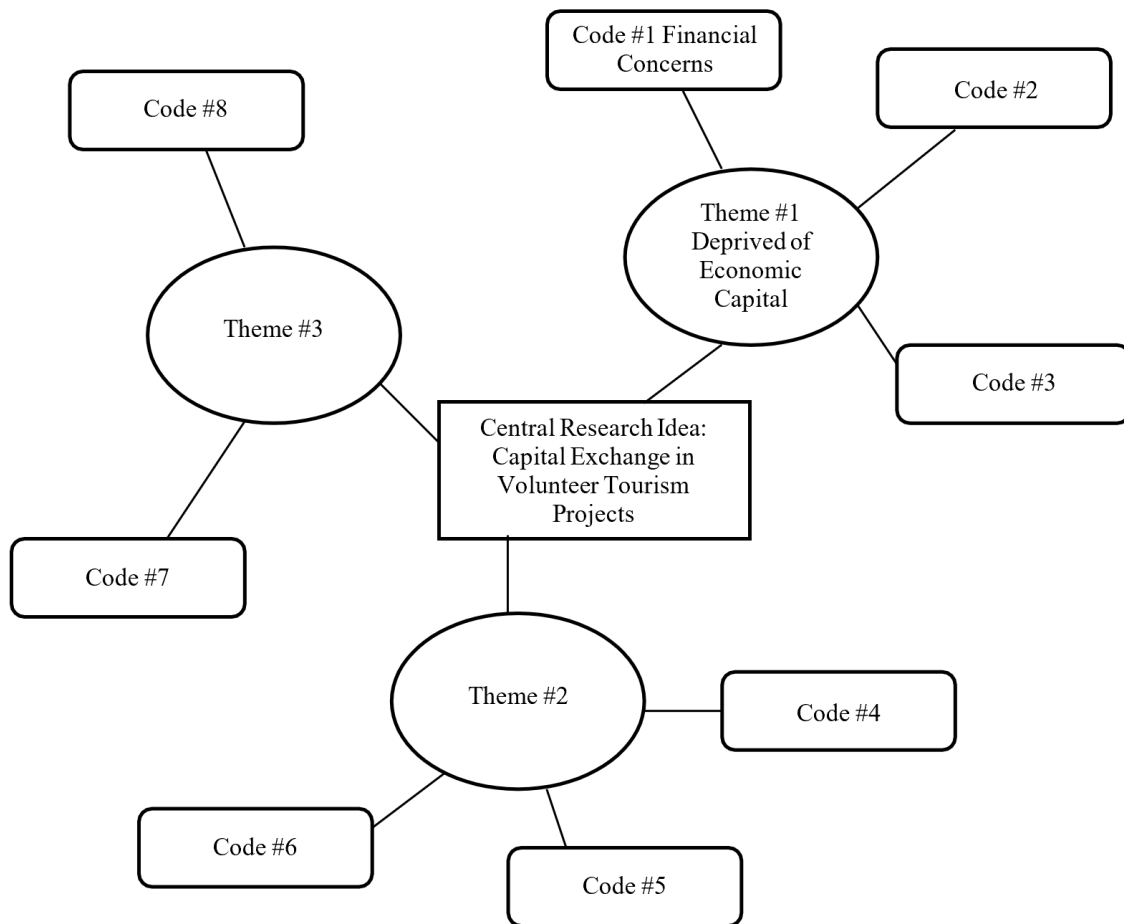 Code #1 Financial
Concerns
Code #2
Code #8
Theme #1
Deprived of
Economic
Capital
Theme #3
Code #3
Central Research Idea:
Capital Exchange in
Volunteer Tourism
Projects
Code #7
Theme #2
Code #4
Code #6
Code #5